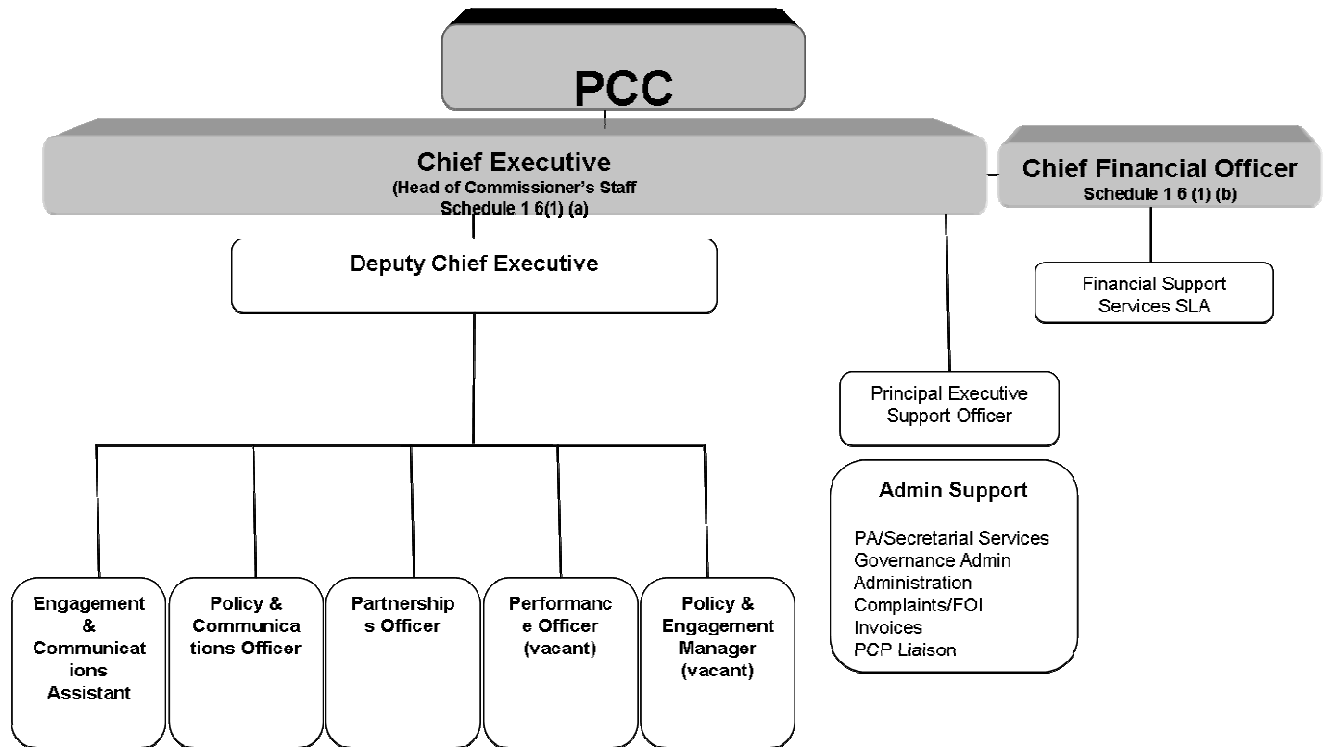 PCC
Chief Executive
(Head of Commissioner's Staff
Schedule 1 6(1) (a)
Chief Financial Officer
Schedule 1 6 (1) (b)
Deputy Chief Executive
Financial Support
Services SLA
Principal Executive
Support Officer
Admin Support
PA/Secretarial Services
Governance Admin
Administration
Complaints/FOI
Invoices
PCP Liaison
Engagement
&
Communicat
ions
Assistant
Policy &
Communica
tions Officer
Partnership
s Officer
Performanc
e Officer
(vacant)
Policy &
Engagement
Manager
(vacant)